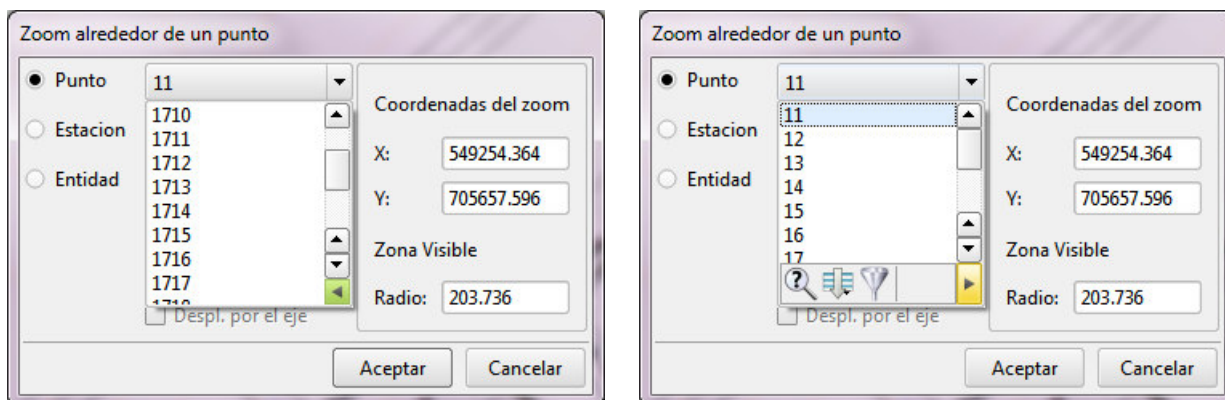 Zoom alrededor de un punto
Punto
11
1710
1711
Estacion
1712
Entidad
1713
1714
1715
1716
1717
1718
Despl. por el eje
Coordenadas del zoom
X: 549254.364
Y: 705657.596
Zona Visible
Radio: 203.736
Aceptar
Cancelar
Zoom alrededor de un punto
Punto
11
11
Estacion
12
13
Entidad
14
15
16
17
Despl. por el eje
Coordenadas del zoom
X: 549254.364
Y: 705657.596
Zona Visible
Radio: 203.736
Aceptar
Cancelar